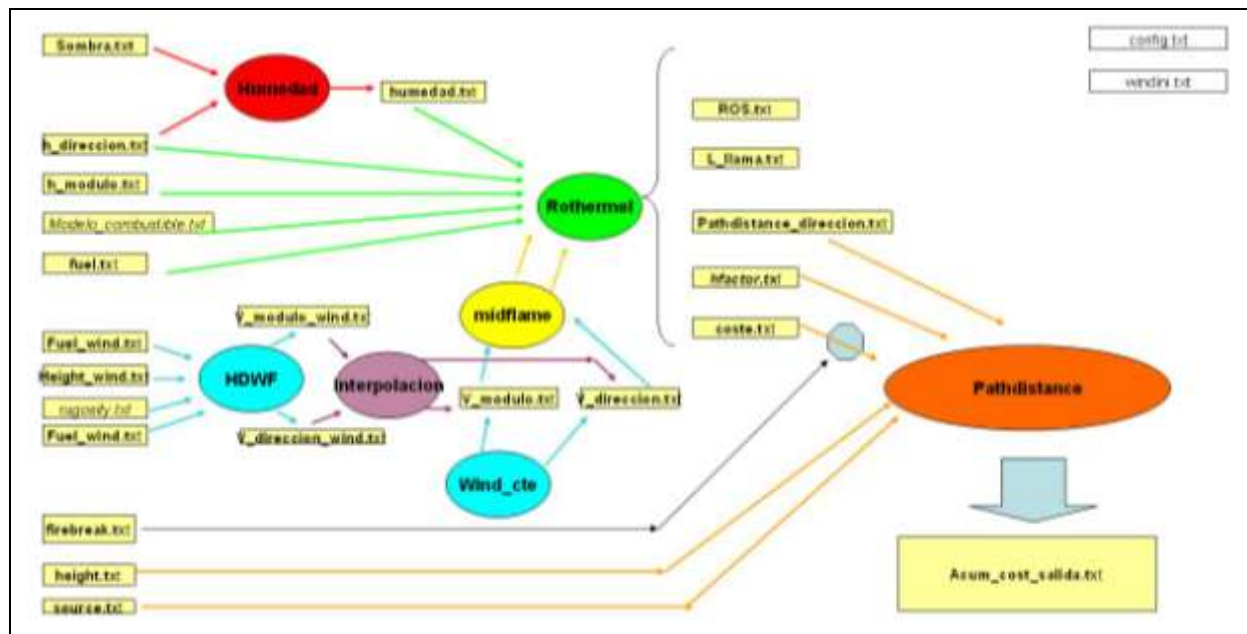 Sombra.txt
config.txt
Humedad
windini.txt
humedad.txt
ROS.txt
h_direccion.txt
L_llama.txt
h_modulo.txt
Rothermel
Modelo_combustible.txt
Pathdistance_direccion.txt
fuel.txt
hfactor.txt
V_modulo_wind.txt
midflame
coste.txt
Fuel_wind.txt
Height_wind.txt
HDWF
Interpolacion
Pathdistance
rugosity.txt
V_modulo.txt
V_direccion.txt
Fuel_wind.txt
V_direccion_wind.txt
Wind_cte
firebreak.txt
height.txt
Acum_cost_salida.txt
source.txt